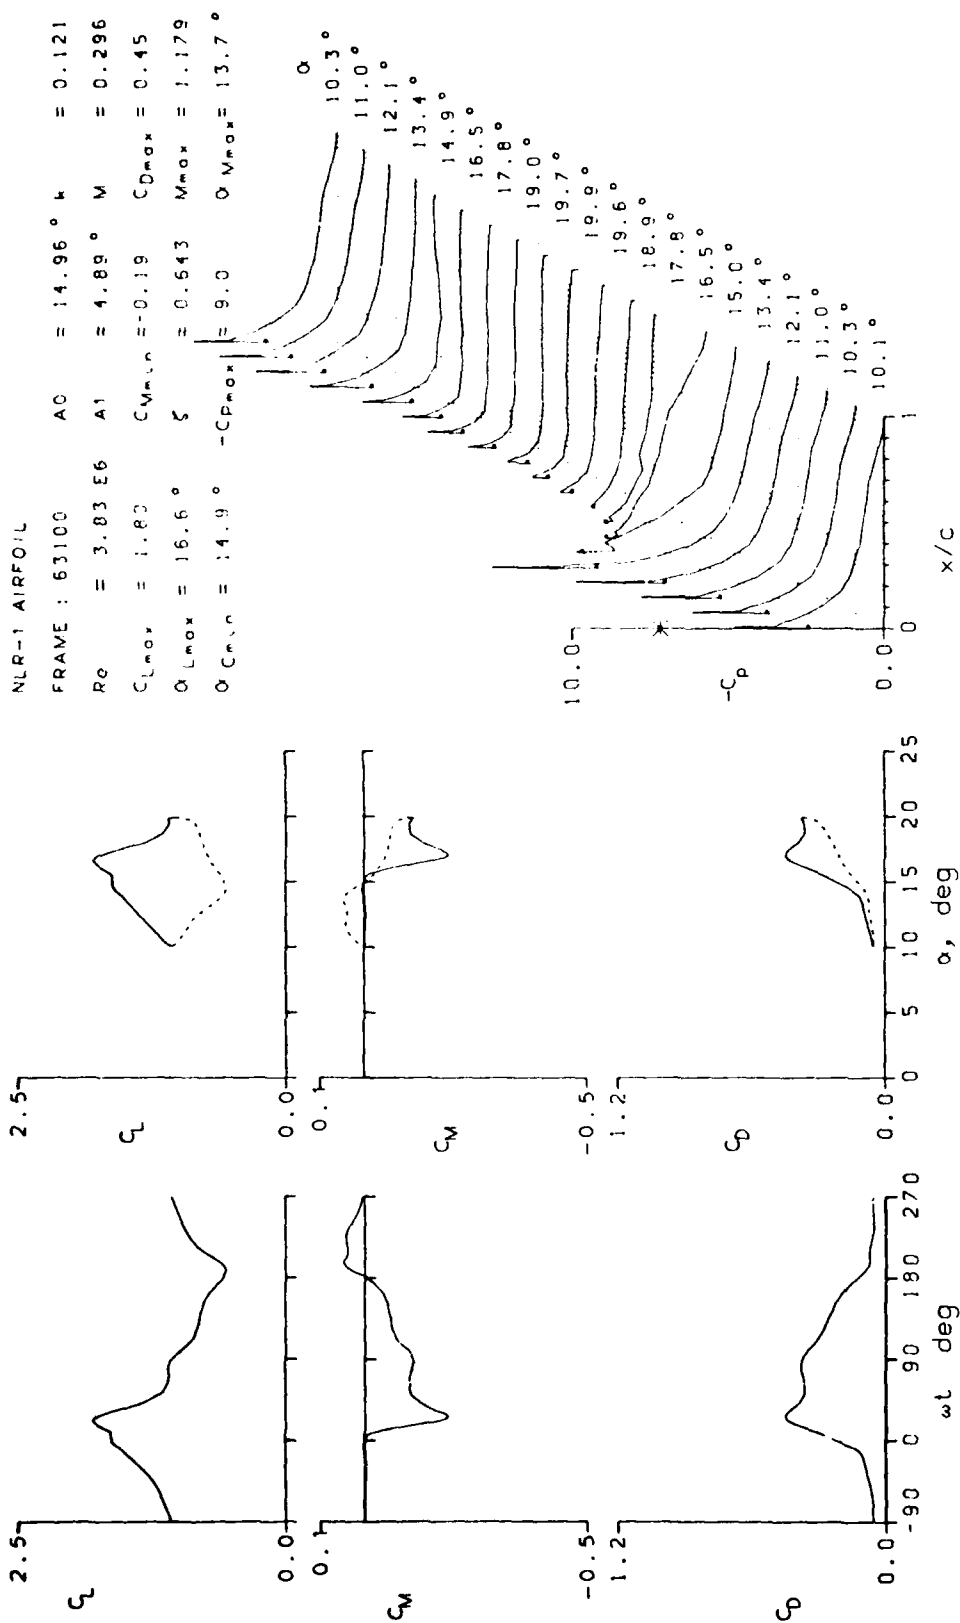 NLR-1 AIRFOIL
FRAME : 63100 A0 = 14.96° k = 0.121
Re = 3.83 E6 A1 = 4.89° M = 0.296
CLmax = 1.80 CMmin = -0.19 CDmax = 0.45
αLmax = 16.6° ζ = 0.643 Mmax = 1.179
αCmin = 14.9° -CPmax = 9.0 αMmax = 13.7°
2.5
CL
0.0
0.1
CM
-0.5
1.2
CD
0.0
-90 0 90 180 270
ωt deg
2.5
CL
0.0
0.1
CM
-0.5
1.2
CD
0.0
0 5 10 15 20 25
α, deg
10.0
-Cp
0.0
0 1
x/c
α
10.3°
11.0°
12.1°
13.4°
14.9°
16.5°
17.8°
19.0°
19.7°
19.9°
19.6°
18.9°
17.8°
16.5°
15.0°
13.4°
12.1°
11.0°
10.3°
10.1°